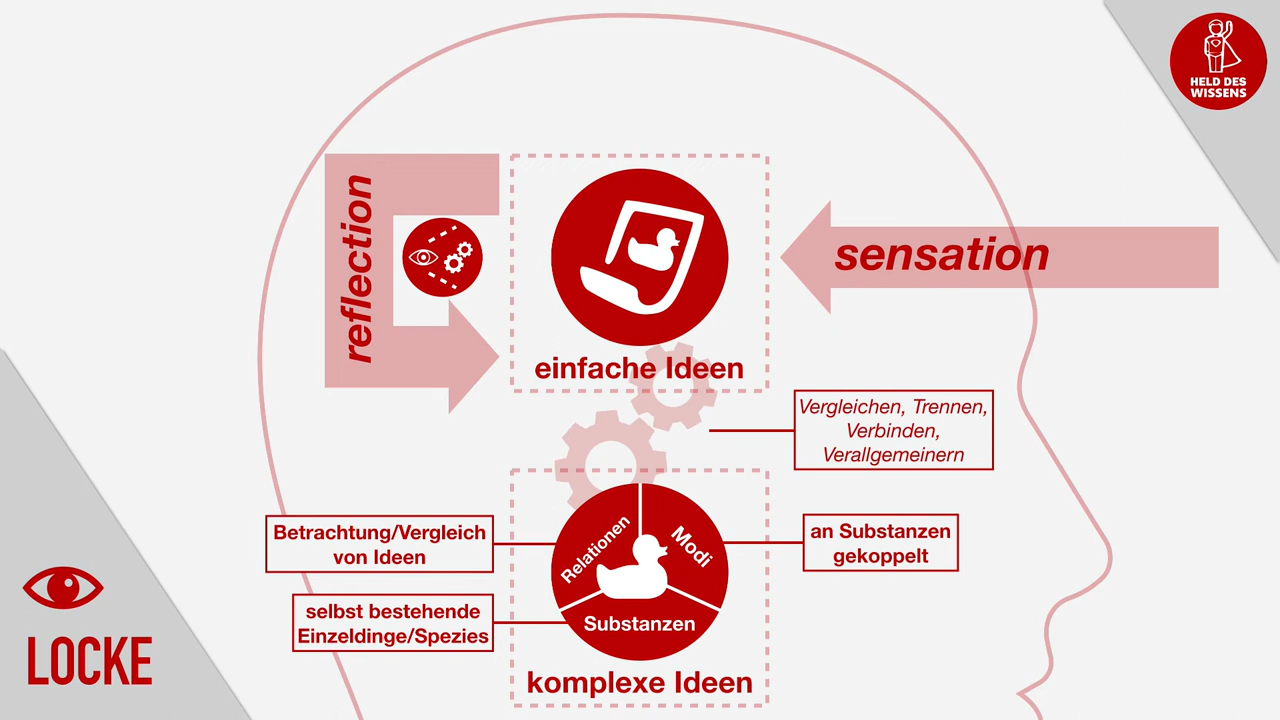 HELD DES
WISSENS
reflection
sensation
einfache Ideen
Vergleichen, Trennen,
Verbinden,
Verallgemeinern
Betrachtung/Vergleich
von Ideen
Relationen
Modi
an Substanzen
gekoppelt
selbst bestehende
Einzeldinge/Spezies
Substanzen
komplexe Ideen
LOCKE